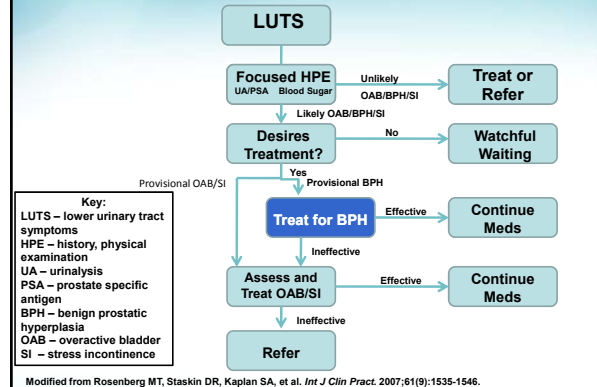 LUTS
Focused HPE
UA/PSA Blood Sugar
Unlikely
OAB/BPH/SI
Treat or
Refer
Likely OAB/BPH/SI
Desires
Treatment?
No
Watchful
Waiting
Yes
Provisional OAB/SI
Provisional BPH
Treat for BPH
Effective
Continue
Meds
Ineffective
Assess and
Treat OAB/SI
Effective
Continue
Meds
Ineffective
Refer
Key:
LUTS – lower urinary tract
symptoms
HPE – history, physical
examination
UA – urinalysis
PSA – prostate specific
antigen
BPH – benign prostatic
hyperplasia
OAB – overactive bladder
SI – stress incontinence
Modified from Rosenberg MT, Staskin DR, Kaplan SA, et al. Int J Clin Pract. 2007;61(9):1535-1546.